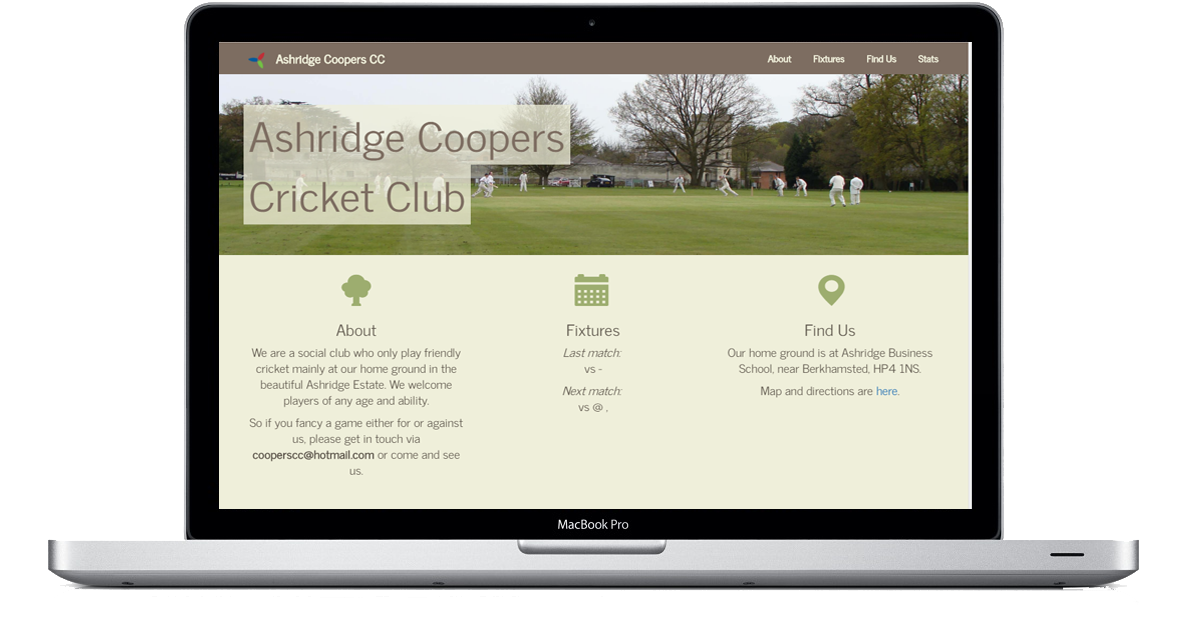 Ashridge Coopers CC
About
Fixtures
Find Us
Stats
Ashridge Coopers
Cricket Club
About
We are a social club who only play friendly
cricket mainly at our home ground in the
beautiful Ashridge Estate. We welcome
players of any age and ability.
So if you fancy a game either for or against
us, please get in touch via
cooperscc@hotmail.com or come and see
us.
Fixtures
Last match:
vs -
Next match:
vs @ ,
Find Us
Our home ground is at Ashridge Business
School, near Berkhamsted, HP4 1NS.
Map and directions are here.
MacBook Pro